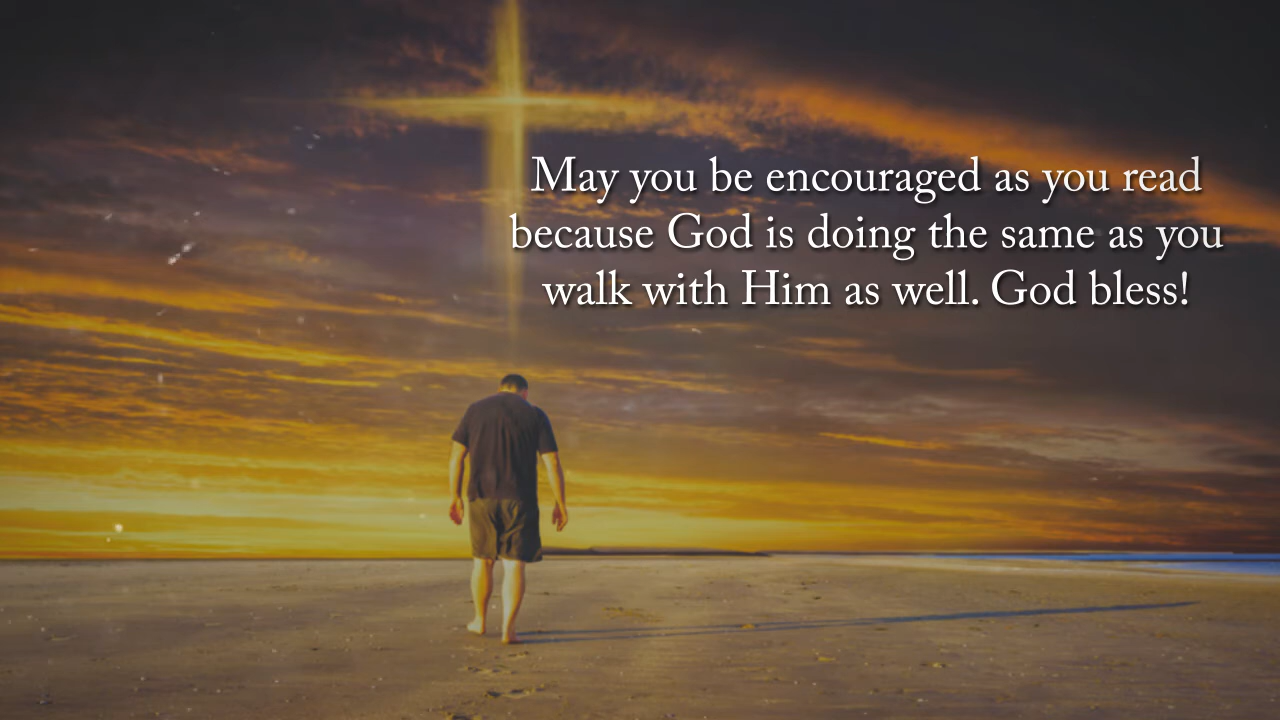 May you be encouraged as you read
because God is doing the same as you
walk with Him as well. God bless!